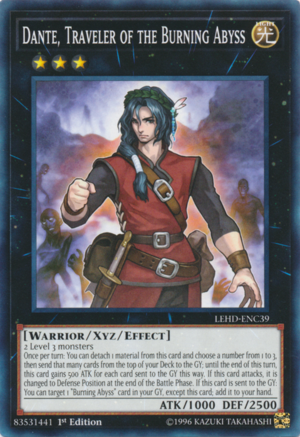 DANTE, TRAVELER OF THE BURNING ABYSS
LIGHT
光
LEHD-ENC39
[WARRIOR/XYZ/EFFECT]
2 Level 3 monsters
Once per turn: You can detach 1 material from this card and choose a number from 1 to 3,
then send that many cards from the top of your Deck to the GY; until the end of this turn,
this card gains 500 ATK for each card sent to the GY this way. If this card attacks, it is
changed to Defense Position at the end of the Battle Phase. If this card is sent to the GY:
You can target 1 "Burning Abyss" card in your GY, except this card; add it to your hand.
ATK/1000 DEF/2500
83531441 1st Edition ©1996 KAZUKI TAKAHASHI